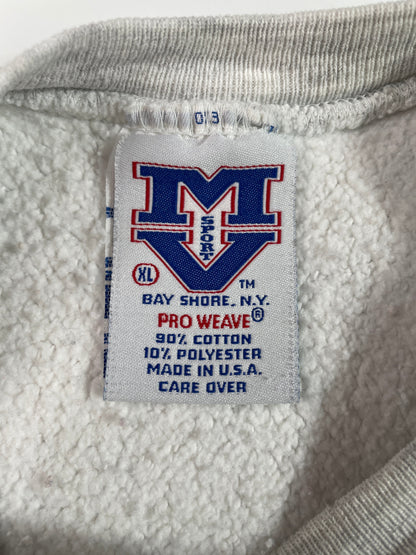 MV
SPORT
XL
™
BAY SHORE, N.Y.
PRO WEAVE®
90% COTTON
10% POLYESTER
MADE IN U.S.A.
CARE OVER